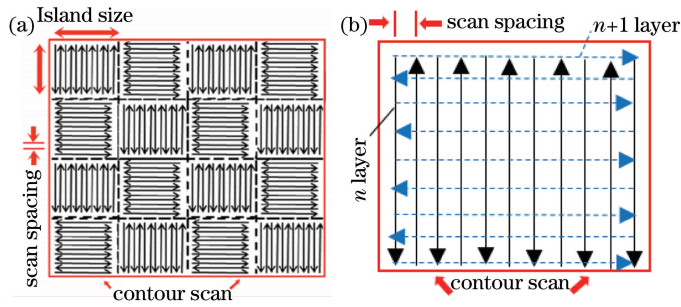 (a)
Island size
scan spacing
contour scan
(b)
scan spacing
n+1 layer
n layer
contour scan